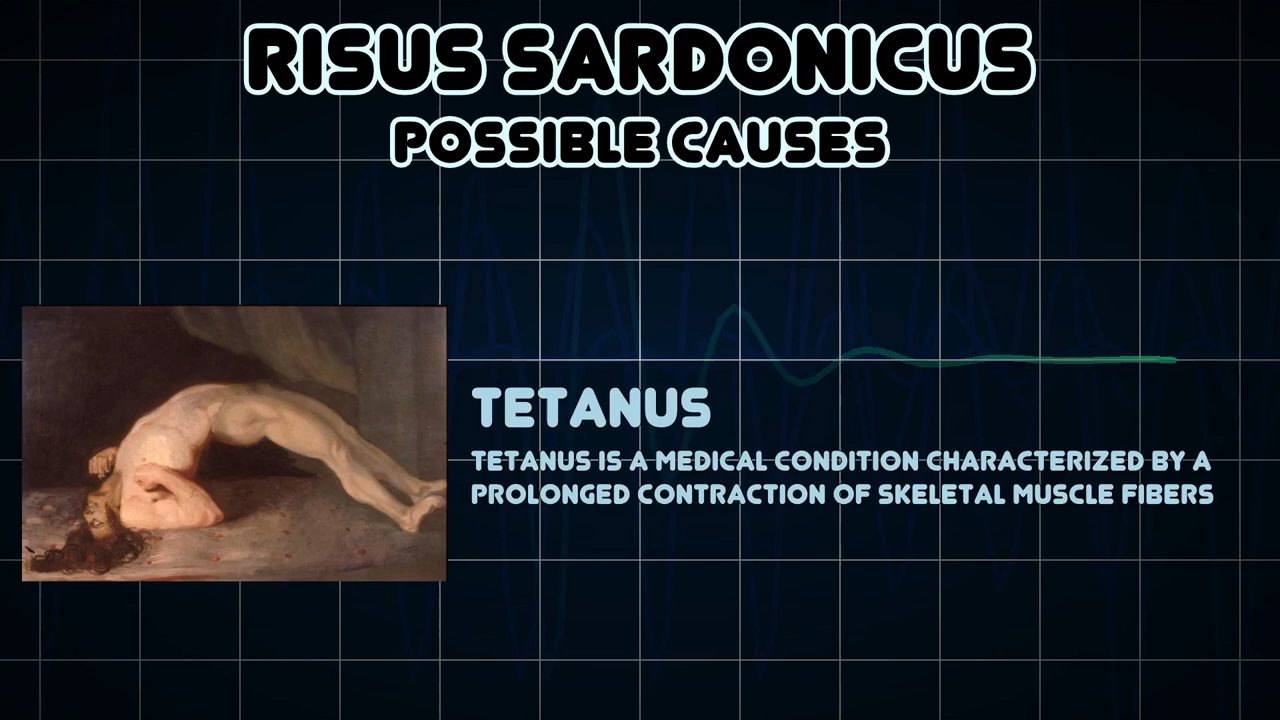 RISUS SARDONICUS
POSSIBLE CAUSES
TETANUS
TETANUS IS A MEDICAL CONDITION CHARACTERIZED BY A
PROLONGED CONTRACTION OF SKELETAL MUSCLE FIBERS